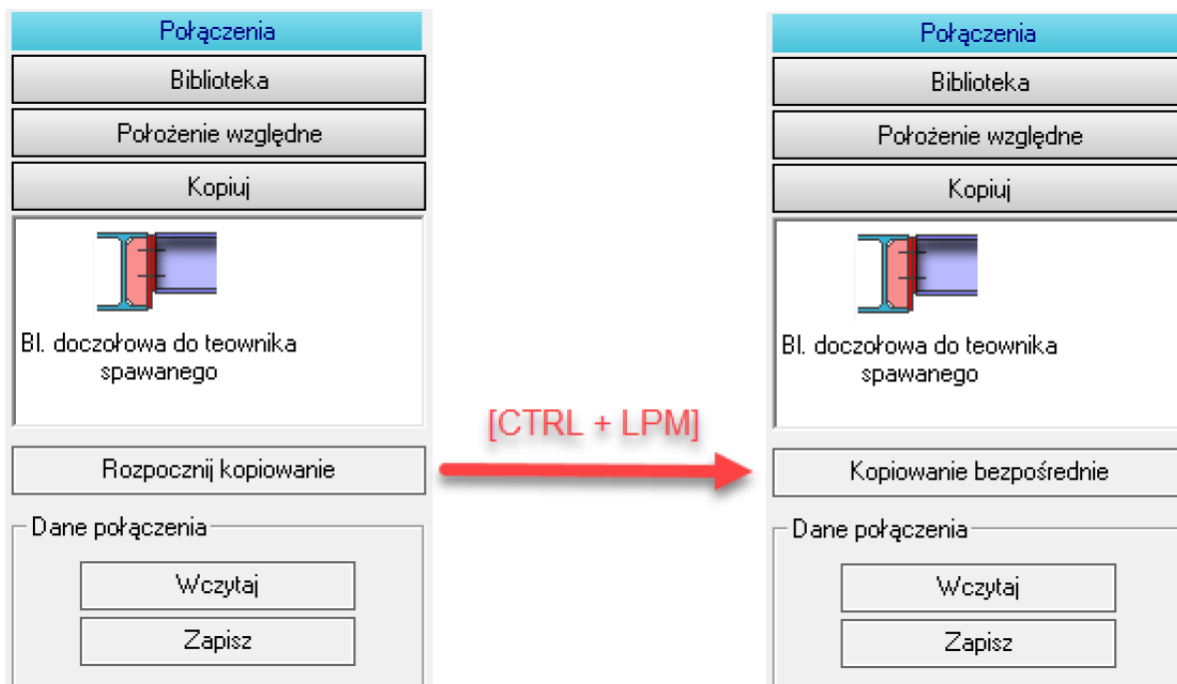 Połączenia
Biblioteka
Położenie względne
Kopiuj
Bl. doczołowa do teownika
spawanego
Rozpocznij kopiowanie
Dane połączenia
Wczytaj
Zapisz
[CTRL + LPM]
Połączenia
Biblioteka
Położenie względne
Kopiuj
Bl. doczołowa do teownika
spawanego
Kopiowanie bezpośrednie
Dane połączenia
Wczytaj
Zapisz